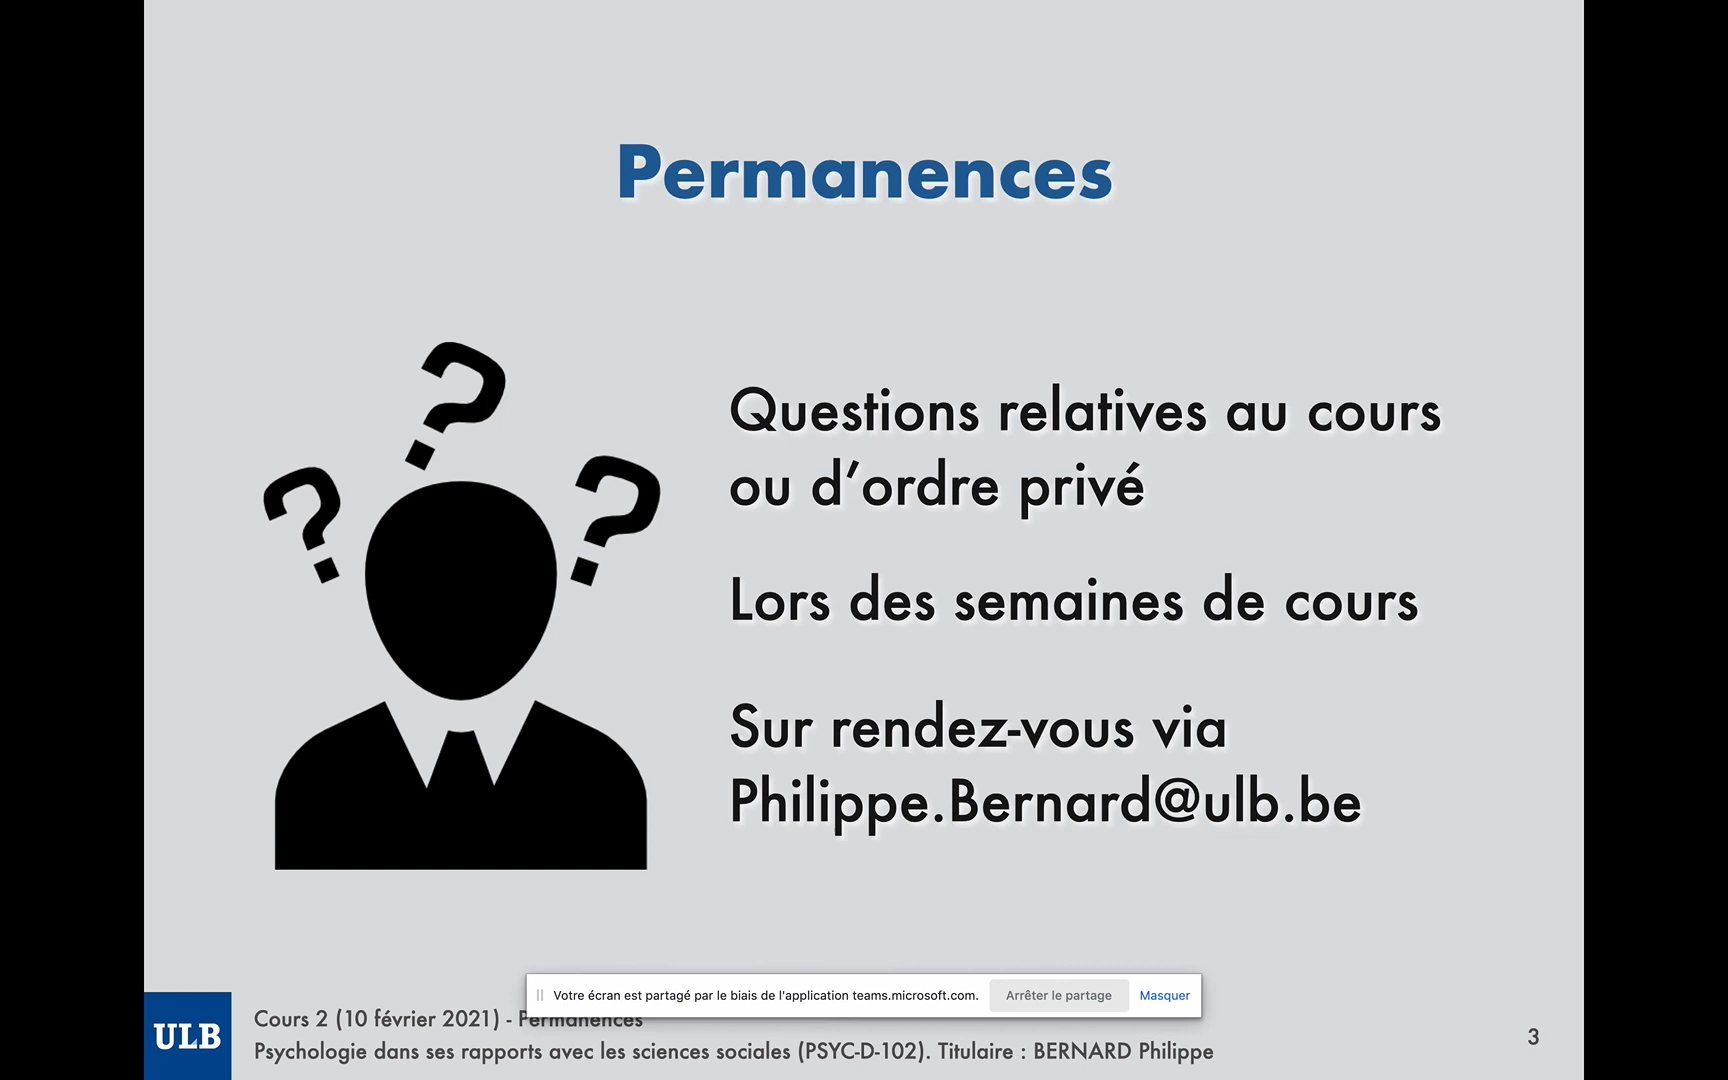 Permanences
Questions relatives au cours
ou d’ordre privé
Lors des semaines de cours
Sur rendez-vous via
Philippe.Bernard@ulb.be
Votre écran est partagé par le biais de l'application teams.microsoft.com.
Arrêter le partage
Masquer
ULB
Cours 2 (10 février 2021) - Permanences
Psychologie dans ses rapports avec les sciences sociales (PSYC-D-102). Titulaire : BERNARD Philippe
3